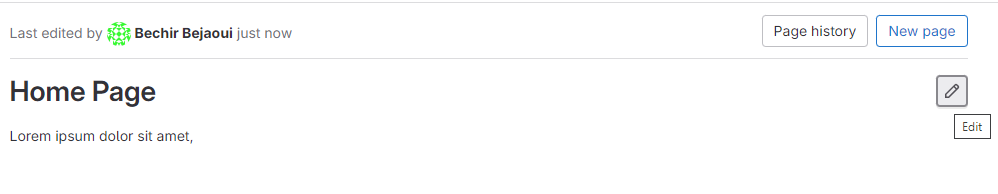 Last edited by Bechir Bejaoui just now
Page history
New page
Home Page
Edit
Lorem ipsum dolor sit amet,